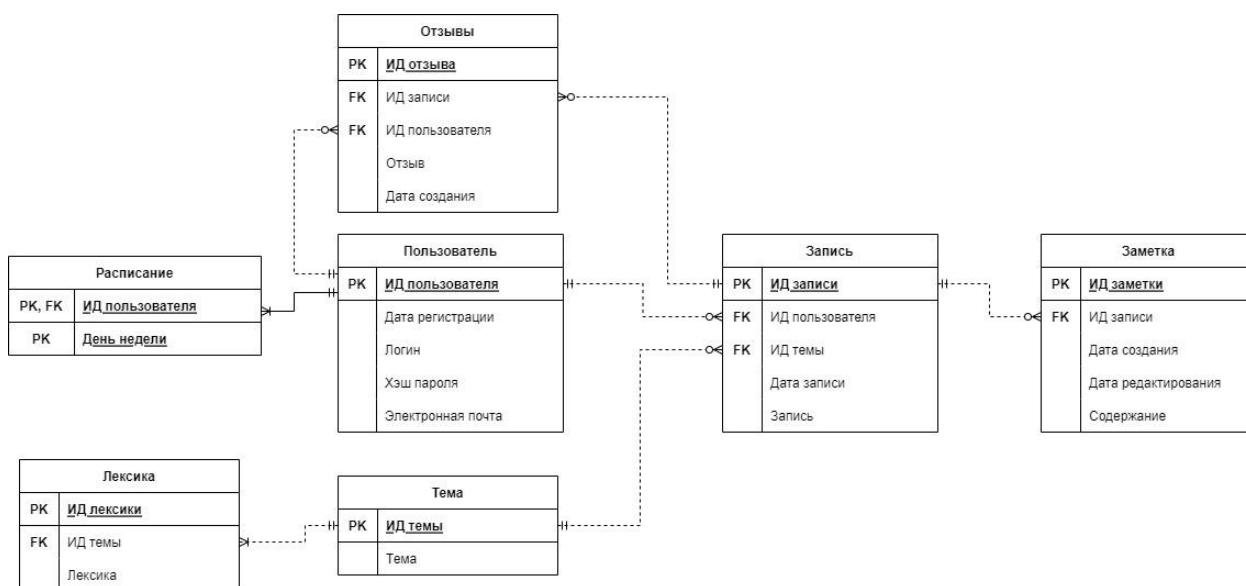 Отзывы
PK ИД отзыва
FK ИД записи
FK ИД пользователя
Отзыв
Дата создания
Расписание
PK, FK ИД пользователя
PK День недели
Пользователь
PK ИД пользователя
Дата регистрации
Логин
Хэш пароля
Электронная почта
Запись
PK ИД записи
FK ИД пользователя
FK ИД темы
Дата записи
Запись
Заметка
PK ИД заметки
FK ИД записи
Дата создания
Дата редактирования
Содержание
Лексика
PK ИД лексики
FK ИД темы
Лексика
Тема
PK ИД темы
Тема